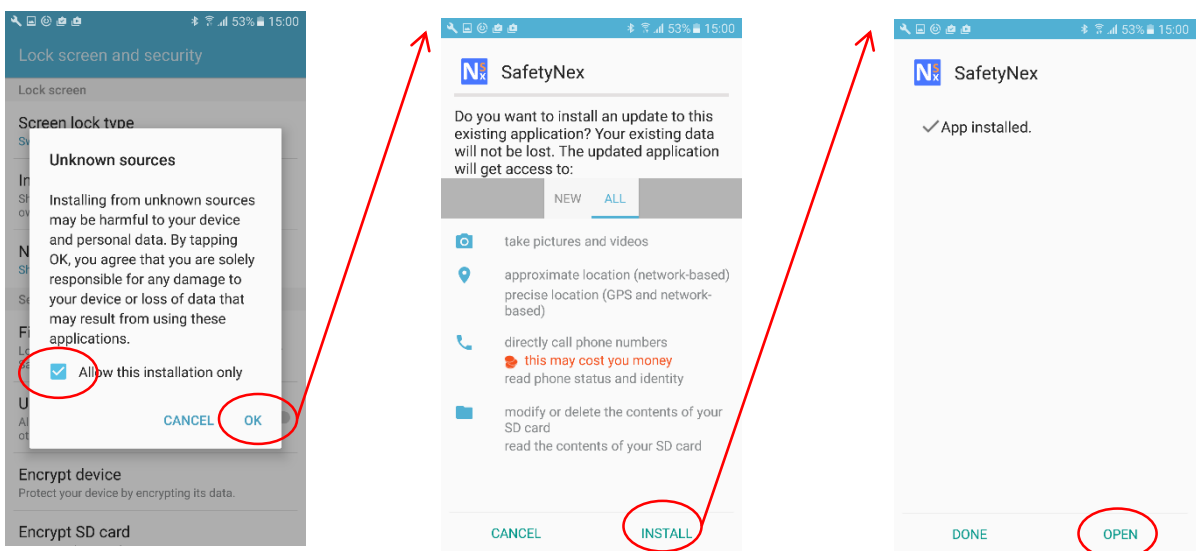 53% 15:00
Lock screen and security
Lock screen
Screen lock type
Unknown sources
Installing from unknown sources
may be harmful to your device
and personal data. By tapping
OK, you agree that you are solely
responsible for any damage to
your device or loss of data that
may result from using these
applications.
Allow this installation only
CANCEL OK
Encrypt device
Protect your device by encrypting its data.
Encrypt SD card
53% 15:00
NSx SafetyNex
Do you want to install an update to this
existing application? Your existing data
will not be lost. The updated application
will get access to:
NEW ALL
take pictures and videos
approximate location (network-based)
precise location (GPS and network-
based)
directly call phone numbers
this may cost you money
read phone status and identity
modify or delete the contents of your
SD card
read the contents of your SD card
CANCEL INSTALL
53% 15:00
NSx SafetyNex
App installed.
DONE OPEN